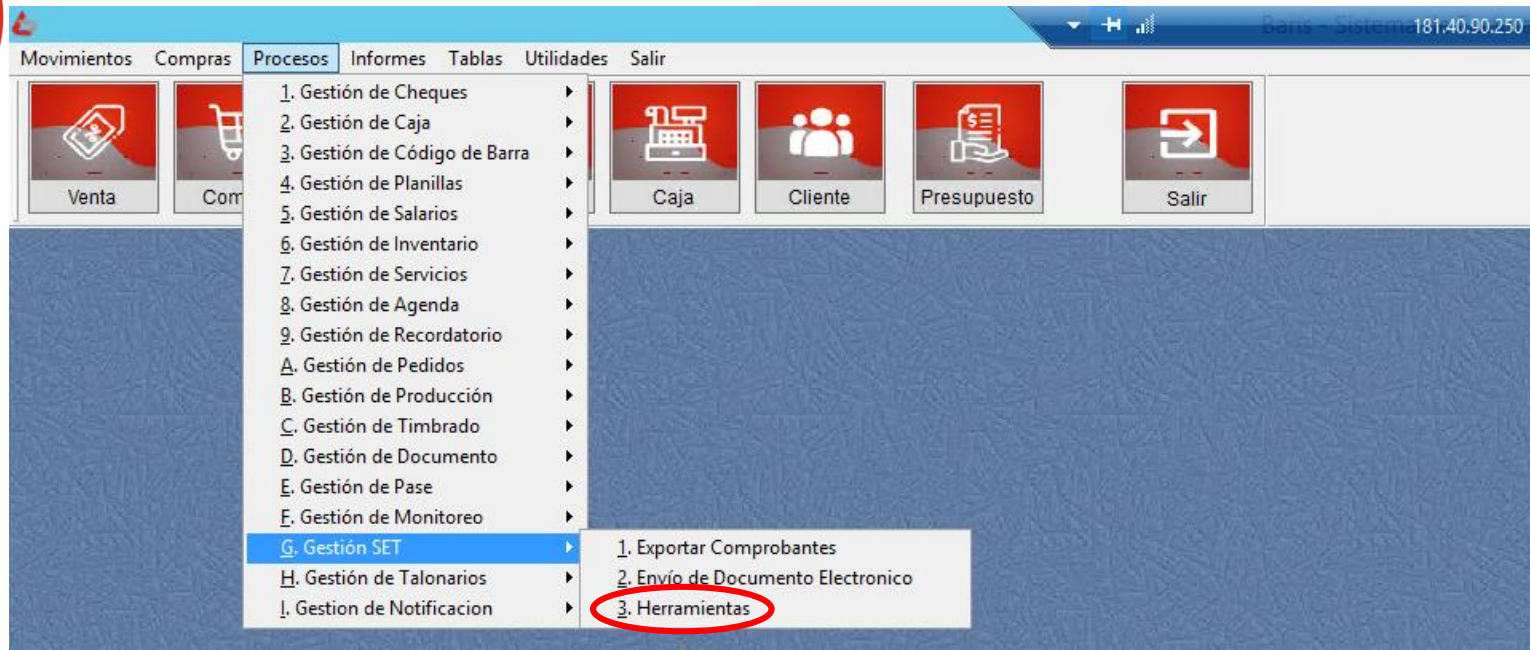 Baris - Sistema 181.40.90.250
Movimientos Compras Procesos Informes Tablas Utilidades Salir
Venta Com Caja Cliente Presupuesto Salir
1. Gestión de Cheques
2. Gestión de Caja
3. Gestión de Código de Barra
4. Gestión de Planillas
5. Gestión de Salarios
6. Gestión de Inventario
7. Gestión de Servicios
8. Gestión de Agenda
9. Gestión de Recordatorio
A. Gestión de Pedidos
B. Gestión de Producción
C. Gestión de Timbrado
D. Gestión de Documento
E. Gestión de Pase
F. Gestión de Monitoreo
G. Gestión SET
H. Gestión de Talonarios
I. Gestion de Notificacion
1. Exportar Comprobantes
2. Envío de Documento Electronico
3. Herramientas